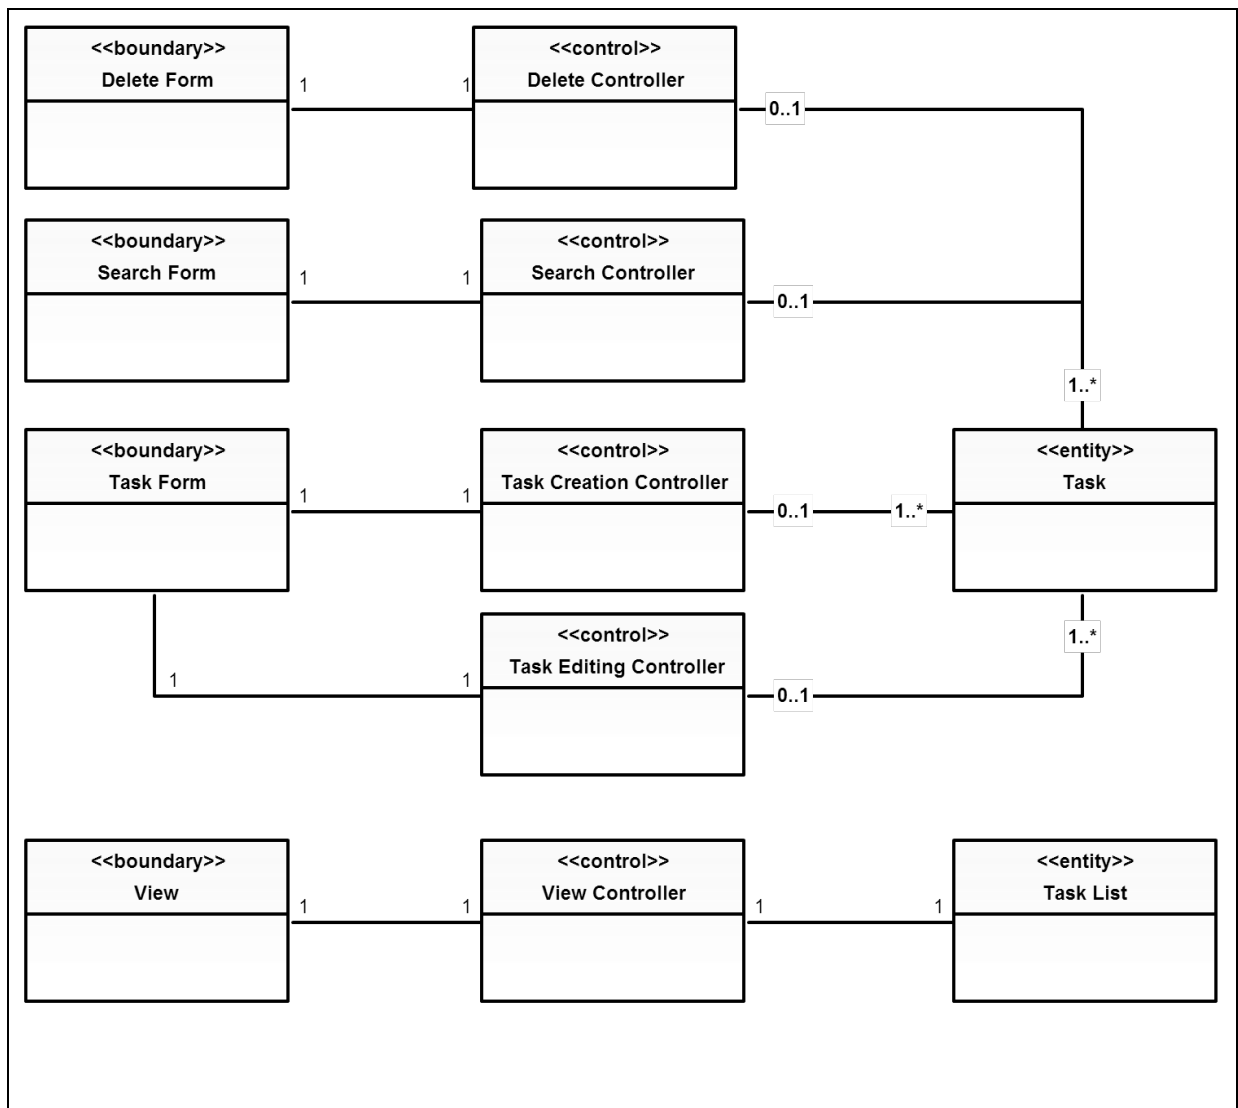 <<boundary>>
Delete Form
1
1
<<control>>
Delete Controller
0..1
<<boundary>>
Search Form
1
1
<<control>>
Search Controller
0..1
1..*
<<boundary>>
Task Form
1
1
<<control>>
Task Creation Controller
0..1
1..*
<<entity>>
Task
1
1
<<control>>
Task Editing Controller
0..1
1..*
<<boundary>>
View
1
1
<<control>>
View Controller
1
1
<<entity>>
Task List